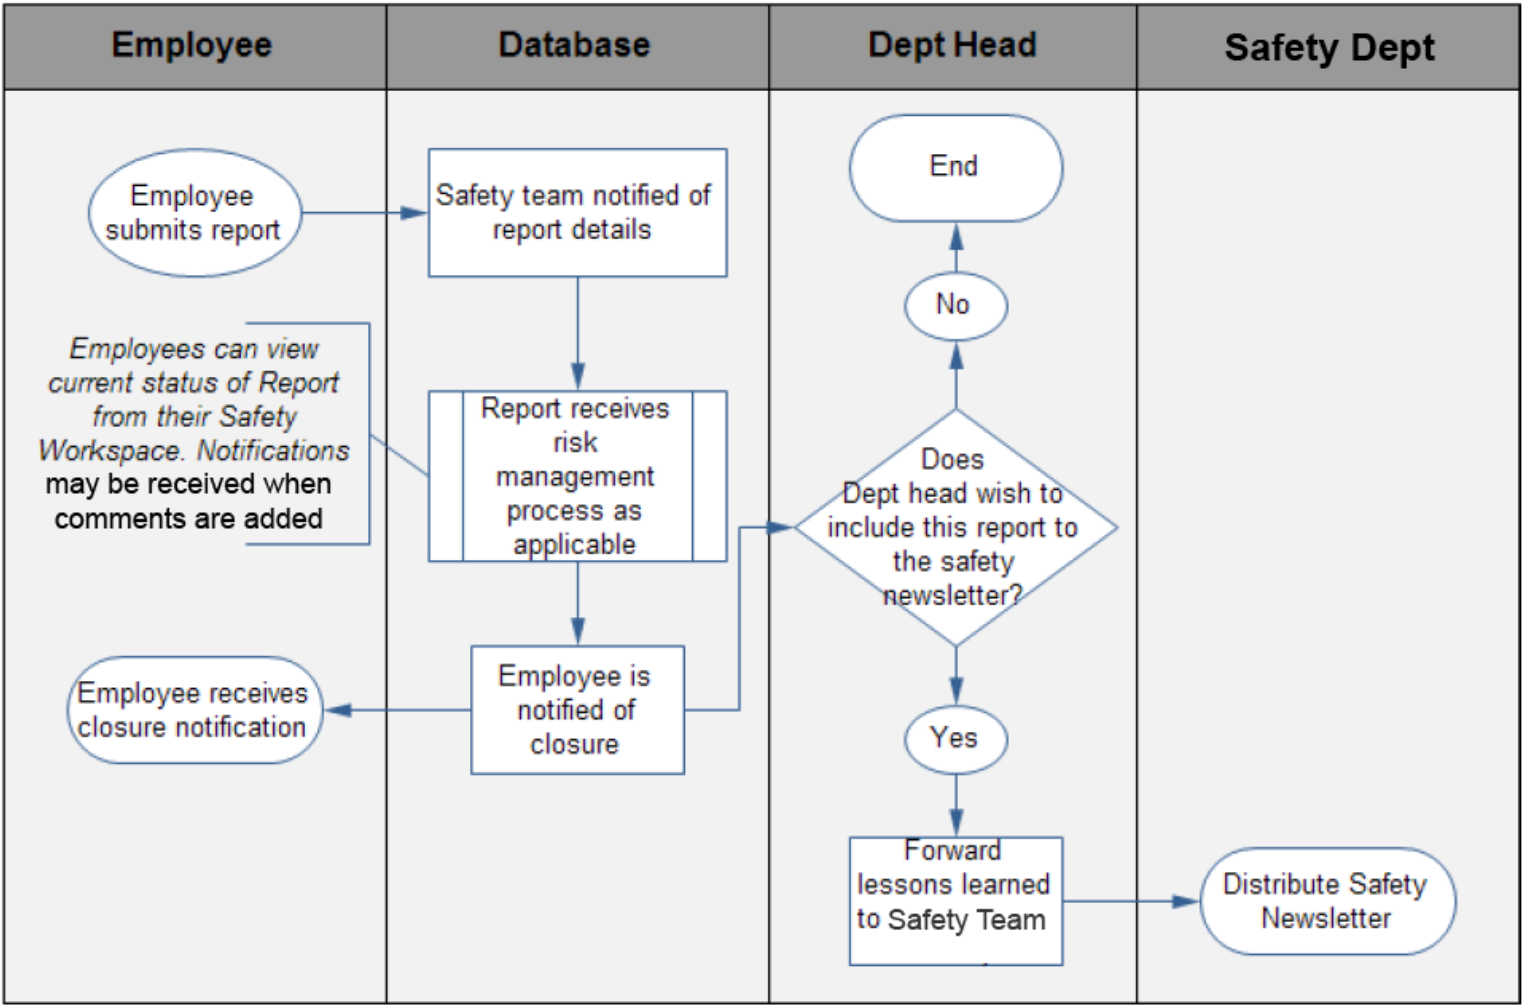 Employee
Database
Dept Head
Safety Dept
Employee
submits report
Safety team notified of
report details
End
No
Employees can view
current status of Report
from their Safety
Workspace. Notifications
may be received when
comments are added
Report receives
risk
management
process as
applicable
Does
Dept head wish to
include this report to
the safety
newsletter?
Employee receives
closure notification
Employee is
notified of
closure
Yes
Forward
lessons learned
to Safety Team
Distribute Safety
Newsletter